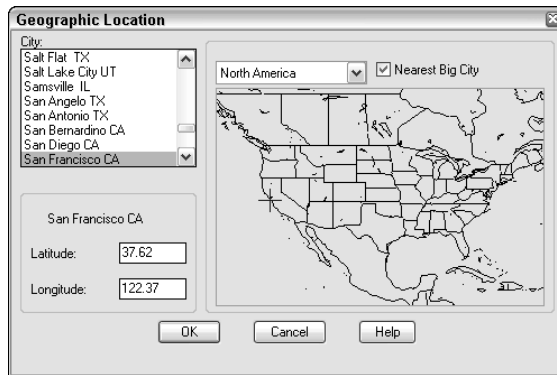 Geographic Location
City:
Salt Flat TX
Salt Lake City UT
Samsville IL
San Angelo TX
San Antonio TX
San Bernardino CA
San Diego CA
San Francisco CA
North America
Nearest Big City
San Francisco CA
Latitude: 37.62
Longitude: 122.37
OK Cancel Help